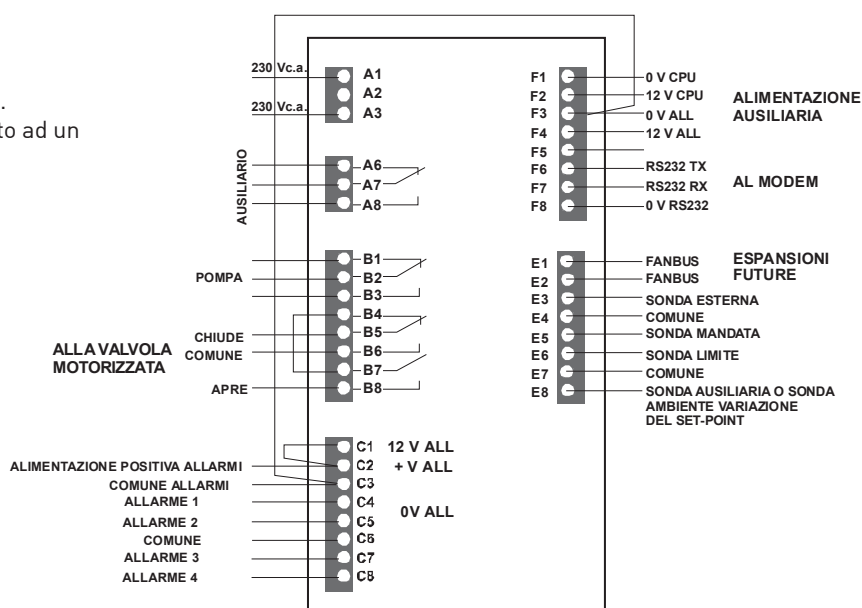 .
to ad un
230 Vc.a.
230 Vc.a.
A1
A2
A3
AUSILIARIO
A6
A7
A8
POMPA
B1
B2
B3
B4
B5
B6
B7
B8
ALLA VALVOLA
MOTORIZZATA
CHIUDE
COMUNE
APRE
C1 12 V ALL
C2 + V ALL
C3
C4
0V ALL
C5
C6
C7
C8
ALIMENTAZIONE POSITIVA ALLARMI
COMUNE ALLARMI
ALLARME 1
ALLARME 2
COMUNE
ALLARME 3
ALLARME 4
F1 0 V CPU
F2 12 V CPU
F3 0 V ALL
F4 12 V ALL
F5
F6 RS232 TX
F7 RS232 RX
F8 0 V RS232
ALIMENTAZIONE
AUSILIARIA
AL MODEM
E1 FANBUS
E2 FANBUS
E3 SONDA ESTERNA
E4 COMUNE
E5 SONDA MANDATA
E6 SONDA LIMITE
E7 COMUNE
E8 SONDA AUSILIARIA O SONDA
AMBIENTE VARIAZIONE
DEL SET-POINT
ESPANSIONI
FUTURE